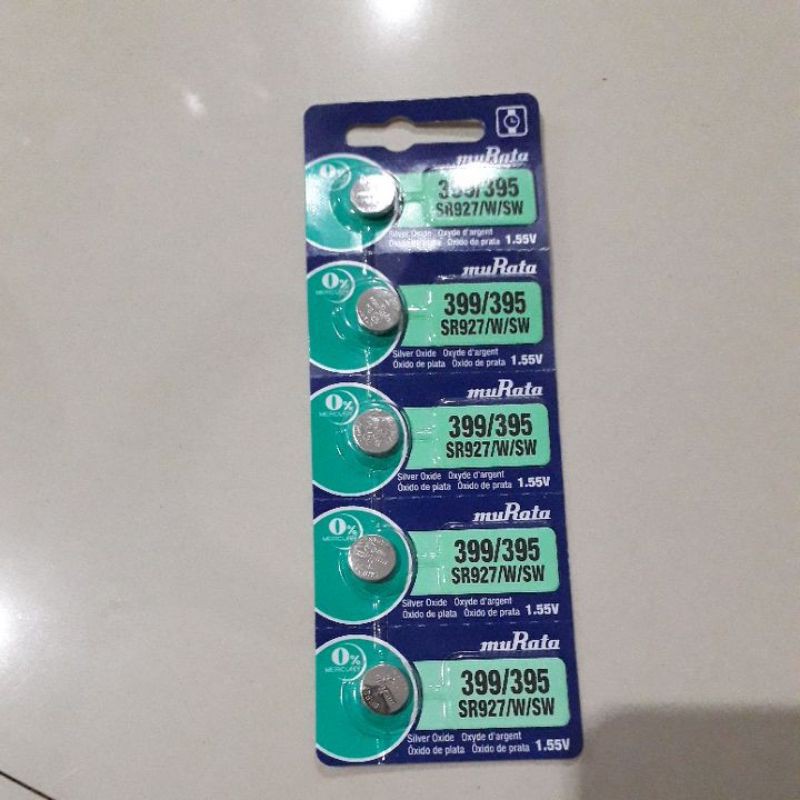 muRata
0%
399/395
SR927/W/SW
Silver Oxide Oxyde d'argent
Óxido de plata Óxido de prata 1.55V
muRata
0%
MERCURY
399/395
SR927/W/SW
Silver Oxide Oxyde d'argent
Óxido de plata Óxido de prata 1.55V
muRata
0%
MERCURY
399/395
SR927/W/SW
Silver Oxide Oxyde d'argent
Óxido de plata Óxido de prata 1.55V
muRata
0%
MERCURY
399/395
SR927/W/SW
Silver Oxide Oxyde d'argent
Óxido de plata Óxido de prata 1.55V
muRata
0%
MERCURY
399/395
SR927/W/SW
Silver Oxide Oxyde d'argent
Óxido de plata Óxido de prata 1.55V